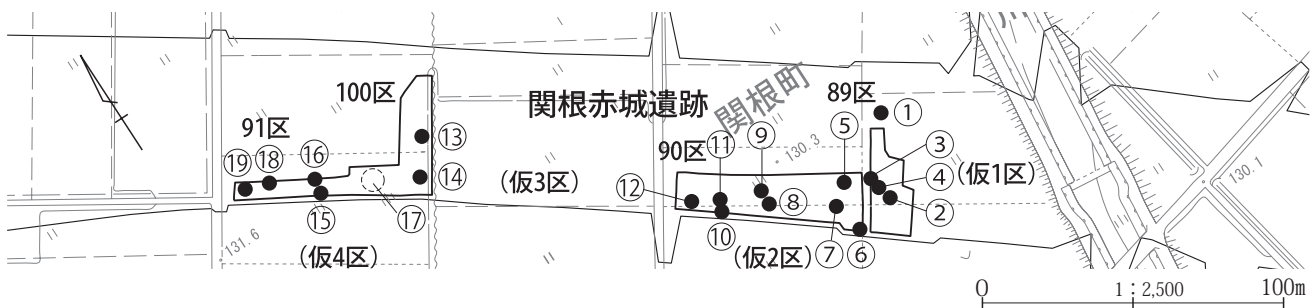 川
100区
関根赤城遺跡
関根町
89区
①
91区
⑲
⑱
⑯
⑬
90区
⑪
⑨
⑤
130.3
③
④
(仮1区)
130.1
⑭
(仮3区)
⑫
⑧
②
⑮
⑰
⑩
⑦
⑥
131.6
(仮4区)
(仮2区)
0
1:2,500
100m